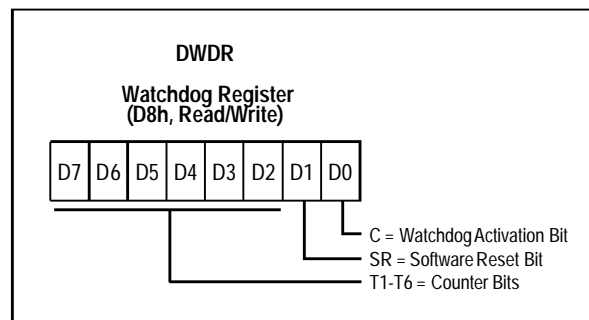 DWDR
Watchdog Register
(D8h, Read/Write)
D7 D6 D5 D4 D3 D2 D1 D0
C = Watchdog Activation Bit
SR = Software Reset Bit
T1-T6 = Counter Bits